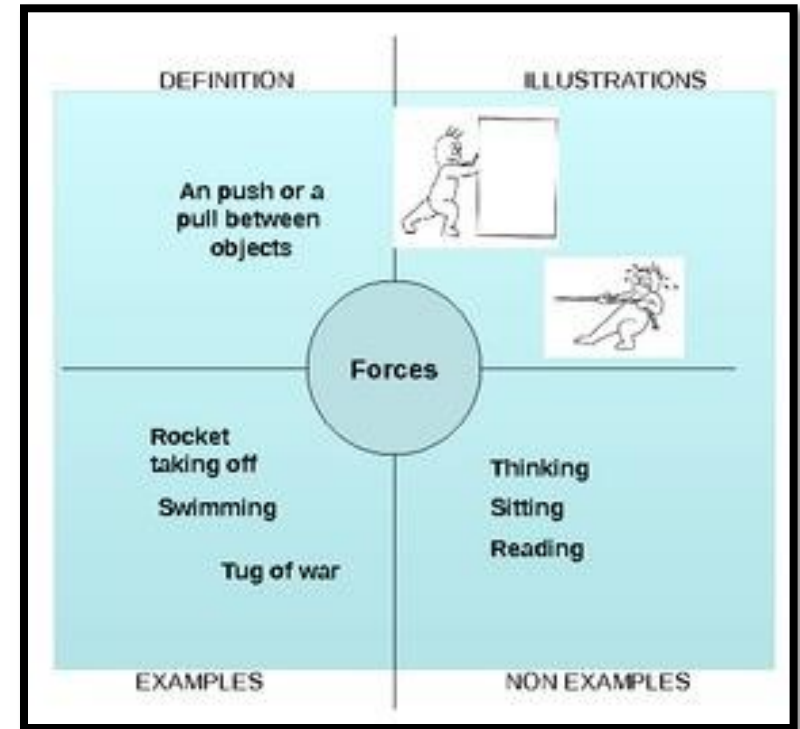 DEFINITION
ILLUSTRATIONS
An push or a
pull between
objects
Forces
Rocket
taking off
Swimming
Tug of war
Thinking
Sitting
Reading
EXAMPLES
NON EXAMPLES